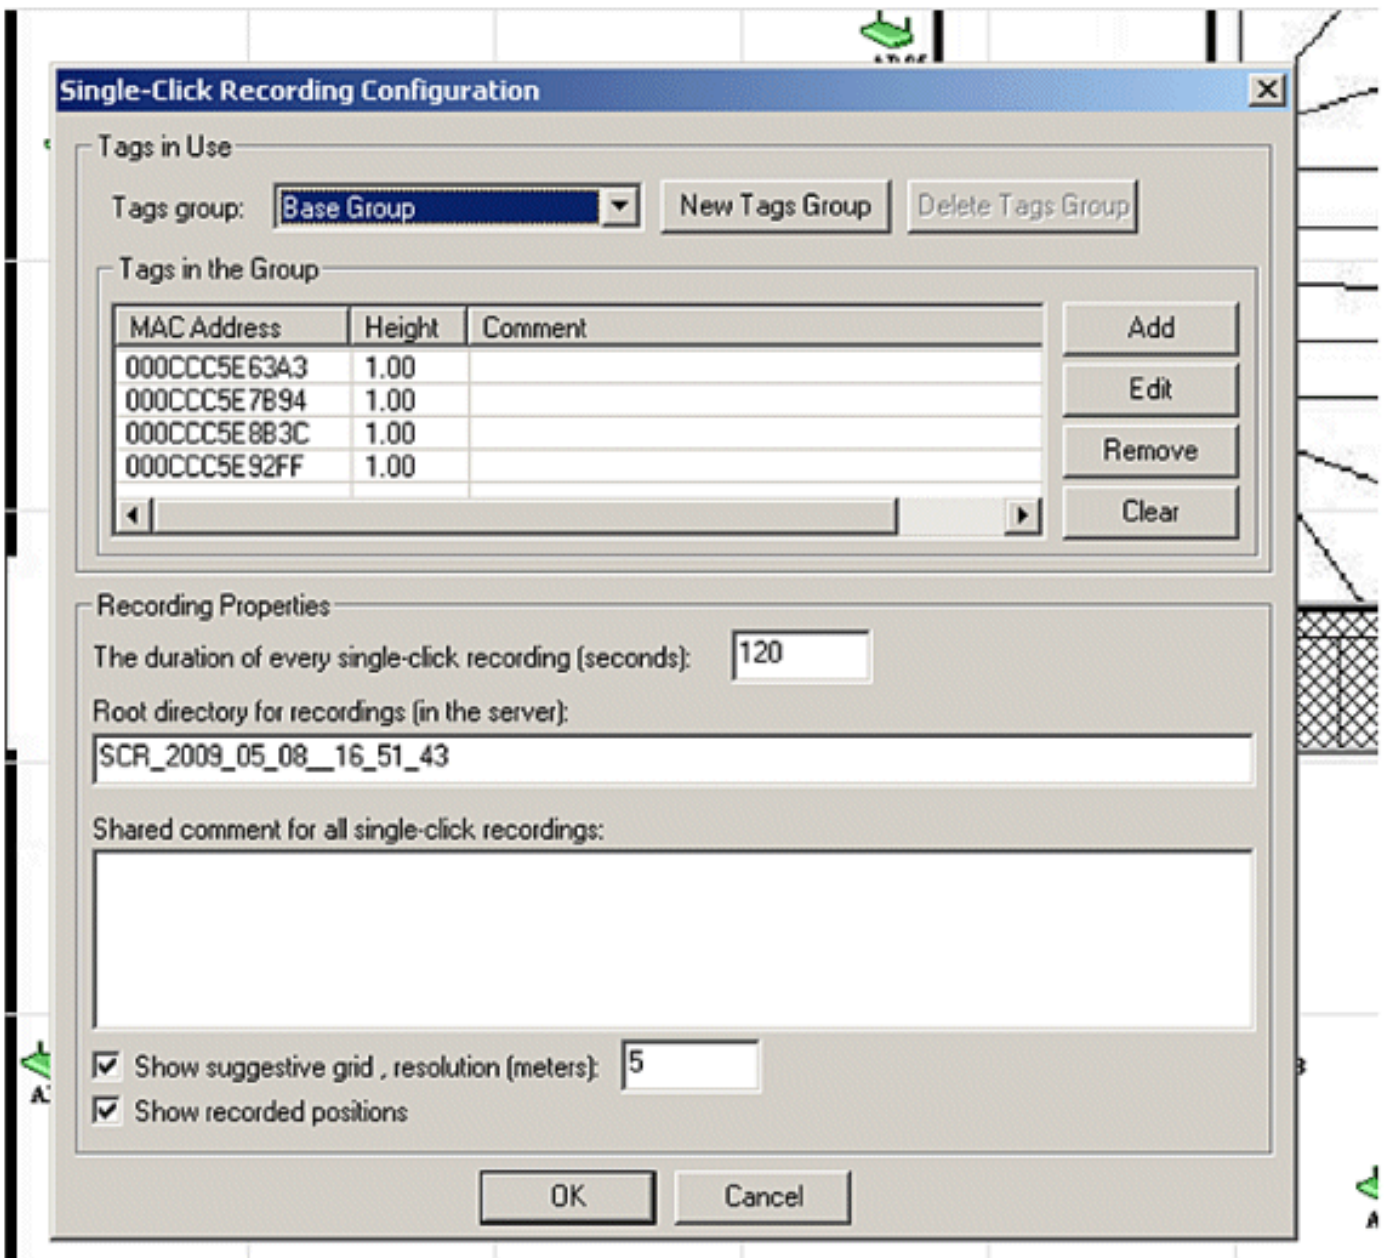 Single-Click Recording Configuration
Tags in Use
Tags group: Base Group New Tags Group Delete Tags Group
Tags in the Group
MAC Address Height Comment
000CCC5E63A3 1.00
000CCC5E7B94 1.00
000CCC5E8B3C 1.00
000CCC5E92FF 1.00
Add
Edit
Remove
Clear
Recording Properties
The duration of every single-click recording (seconds): 120
Root directory for recordings (in the server):
SCR_2009_05_08__16_51_43
Shared comment for all single-click recordings:
Show suggestive grid , resolution (meters): 5
Show recorded positions
OK Cancel